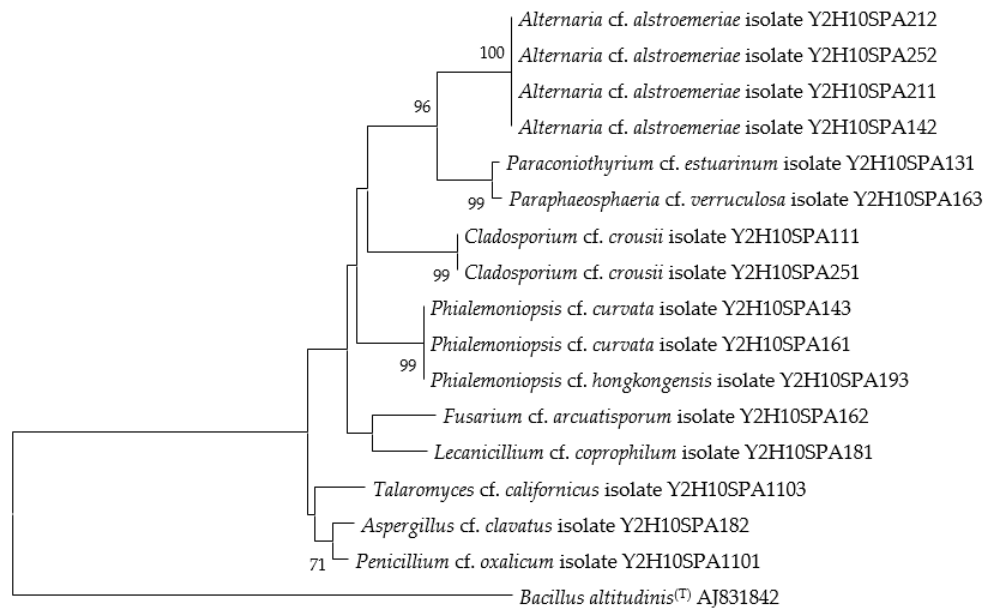 Alternaria cf. alstroemeriae isolate Y2H10SPA212
100
Alternaria cf. alstroemeriae isolate Y2H10SPA252
Alternaria cf. alstroemeriae isolate Y2H10SPA211
96
Alternaria cf. alstroemeriae isolate Y2H10SPA142
Paraconiothyrium cf. estuarinum isolate Y2H10SPA131
99
Paraphaeosphaeria cf. verruculosa isolate Y2H10SPA163
Cladosporium cf. crousii isolate Y2H10SPA111
99
Cladosporium cf. crousii isolate Y2H10SPA251
Phialemoniopsis cf. curvata isolate Y2H10SPA143
Phialemoniopsis cf. curvata isolate Y2H10SPA161
99
Phialemoniopsis cf. hongkongensis isolate Y2H10SPA193
Fusarium cf. arcuatisporum isolate Y2H10SPA162
Lecanicillium cf. coprophilum isolate Y2H10SPA181
Talaromyces cf. californicus isolate Y2H10SPA1103
Aspergillus cf. clavatus isolate Y2H10SPA182
71
Penicillium cf. oxalicum isolate Y2H10SPA1101
Bacillus altitudinis(T) AJ831842